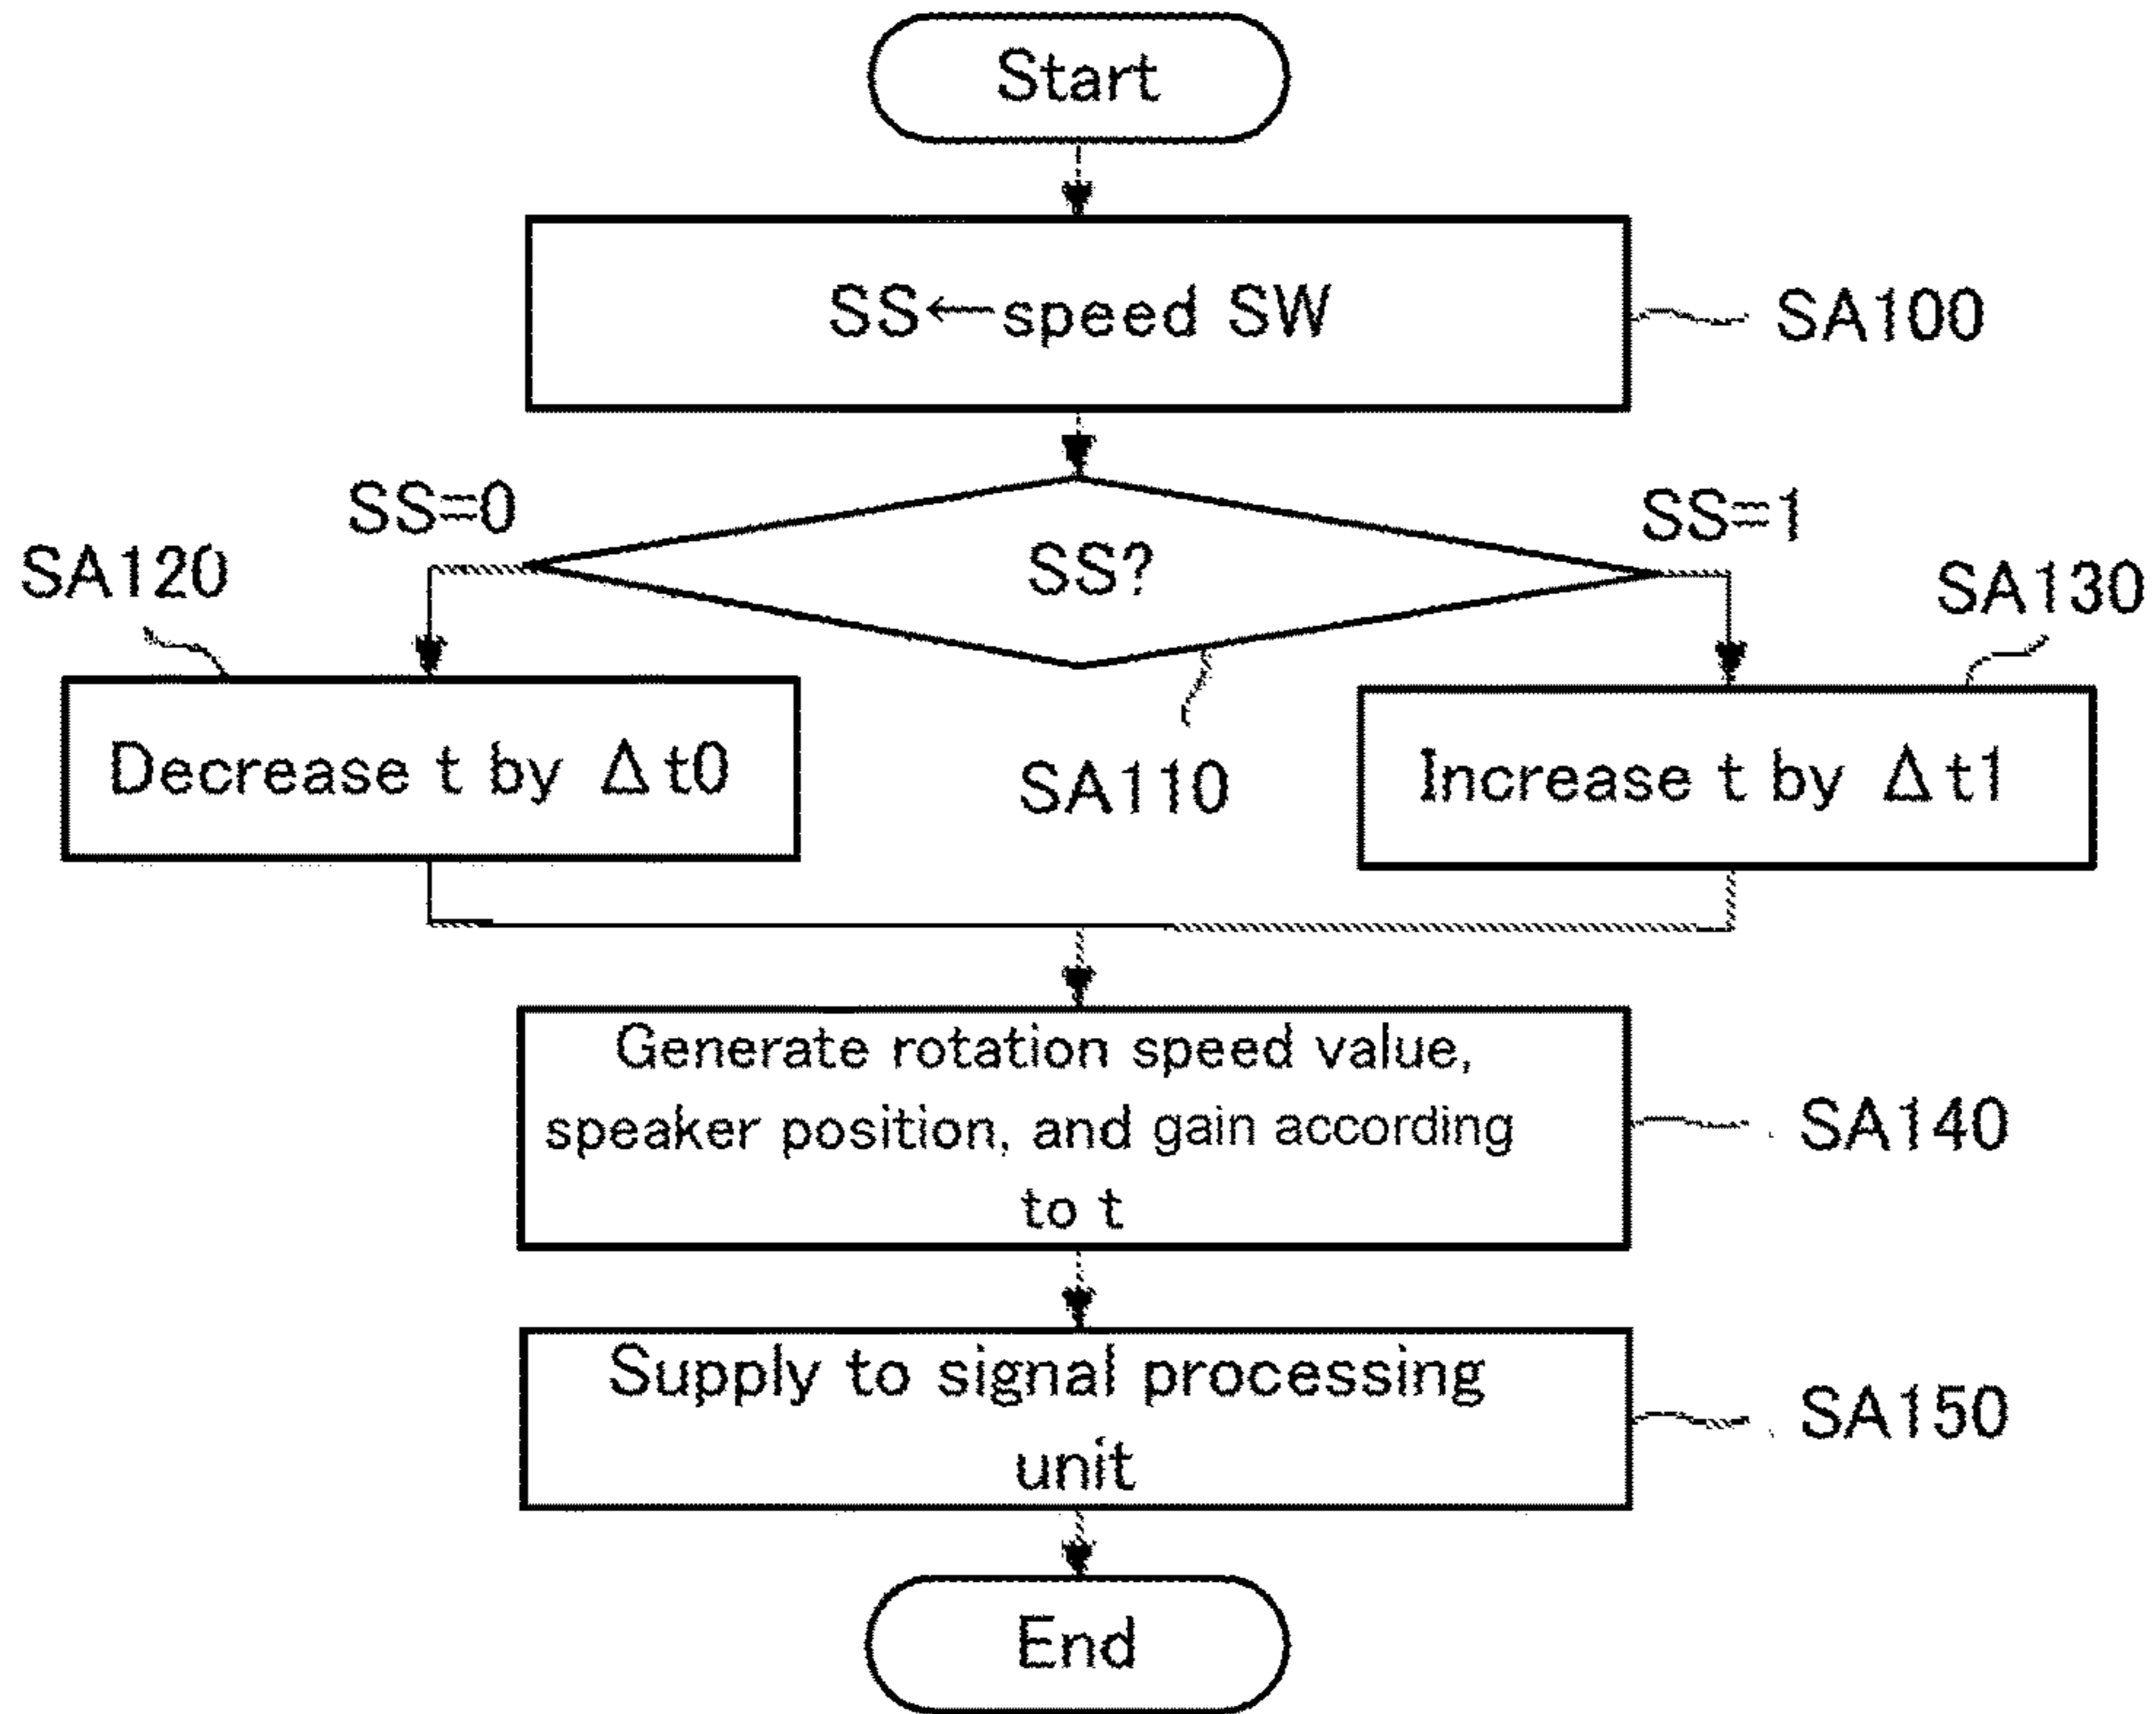 Start
SS←speed SW
SA100
SS=0
SS=1
SS?
SA120
SA130
Decrease t by Δt0
SA110
Increase t by Δt1
Generate rotation speed value,
speaker position, and gain according
to t
SA140
Supply to signal processing
unit
SA150
End